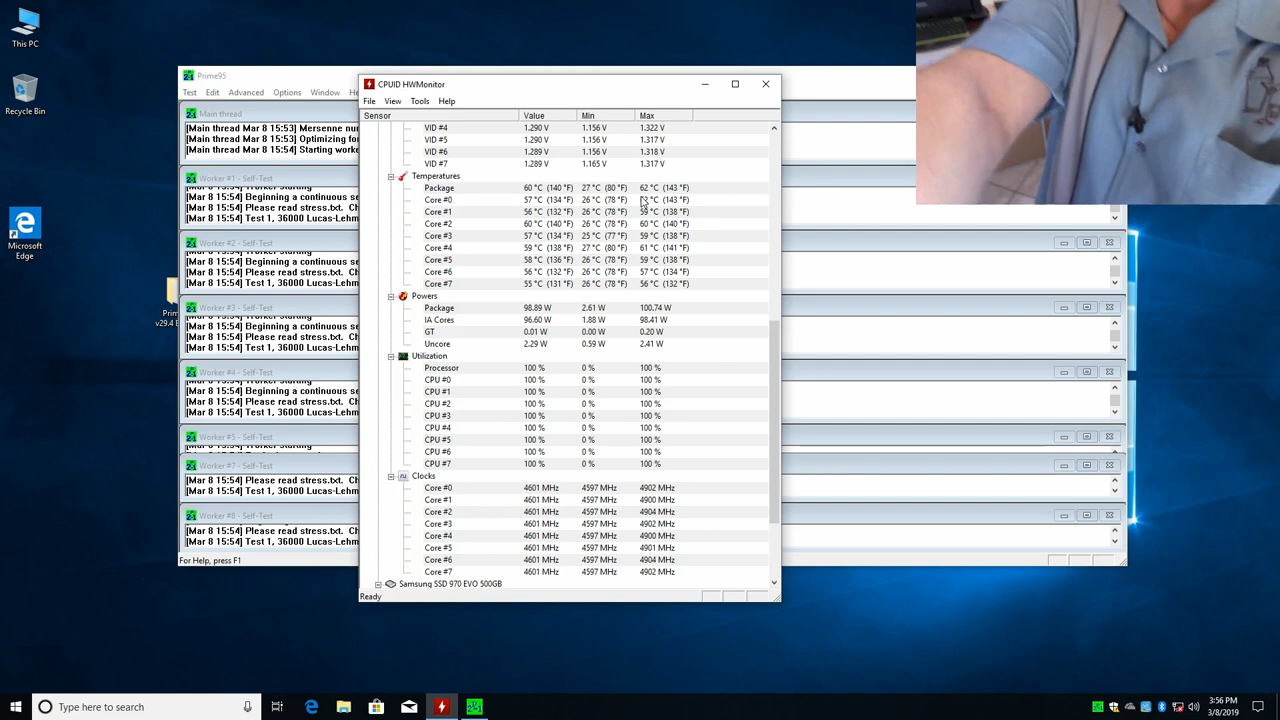 This PC
Recycle Bin
Microsoft
Edge
Prim
v29.4 B
Prime95
Test Edit Advanced Options Window He
Main thread
[Main thread Mar 8 15:53] Mersenne nu
[Main thread Mar 8 15:53] Optimizing fo
[Main thread Mar 8 15:54] Starting worke
Worker #1 - Self-Test
[Mar 8 15:54] Beginning a continuous se
[Mar 8 15:54] Please read stress.txt. Ch
[Mar 8 15:54] Test 1, 36000 Lucas-Lehm
Worker #2 - Self-Test
[Mar 8 15:54] Beginning a continuous se
[Mar 8 15:54] Please read stress.txt. Ch
[Mar 8 15:54] Test 1, 36000 Lucas-Lehm
Worker #3 - Self-Test
[Mar 8 15:54] Beginning a continuous se
[Mar 8 15:54] Please read stress.txt. Ch
[Mar 8 15:54] Test 1, 36000 Lucas-Lehm
Worker #4 - Self-Test
[Mar 8 15:54] Beginning a continuous se
[Mar 8 15:54] Please read stress.txt. Ch
[Mar 8 15:54] Test 1, 36000 Lucas-Lehm
Worker #5 - Self-Test
Worker #7 - Self-Test
[Mar 8 15:54] Please read stress.txt. Ch
[Mar 8 15:54] Test 1, 36000 Lucas-Lehm
Worker #8 - Self-Test
[Mar 8 15:54] Please read stress.txt. Ch
[Mar 8 15:54] Test 1, 36000 Lucas-Lehm
For Help, press F1
CPUID HWMonitor
File View Tools Help
Sensor Value Min Max
VID #4 1.290 V 1.156 V 1.322 V
VID #5 1.290 V 1.156 V 1.317 V
VID #6 1.289 V 1.156 V 1.318 V
VID #7 1.289 V 1.165 V 1.317 V
Temperatures
Package 60 °C (140 °F) 27 °C (80 °F) 62 °C (143 °F)
Core #0 57 °C (134 °F) 26 °C (78 °F) °C (143 °F)
Core #1 56 °C (132 °F) 26 °C (78 °F) 59 °C (138 °F)
Core #2 60 °C (140 °F) 26 °C (78 °F) 60 °C (140 °F)
Core #3 57 °C (134 °F) 25 °C (77 °F) 59 °C (138 °F)
Core #4 59 °C (138 °F) 27 °C (80 °F) 61 °C (141 °F)
Core #5 58 °C (136 °F) 26 °C (78 °F) 59 °C (138 °F)
Core #6 56 °C (132 °F) 26 °C (78 °F) 57 °C (134 °F)
Core #7 55 °C (131 °F) 26 °C (78 °F) 56 °C (132 °F)
Powers
Package 98.89 W 2.61 W 100.74 W
IA Cores 96.60 W 1.88 W 98.41 W
GT 0.01 W 0.00 W 0.20 W
Uncore 2.29 W 0.59 W 2.41 W
Utilization
Processor 100 % 0 % 100 %
CPU #0 100 % 0 % 100 %
CPU #1 100 % 0 % 100 %
CPU #2 100 % 0 % 100 %
CPU #3 100 % 0 % 100 %
CPU #4 100 % 0 % 100 %
CPU #5 100 % 0 % 100 %
CPU #6 100 % 0 % 100 %
CPU #7 100 % 0 % 100 %
Clocks
Core #0 4601 MHz 4597 MHz 4902 MHz
Core #1 4601 MHz 4597 MHz 4900 MHz
Core #2 4601 MHz 4597 MHz 4904 MHz
Core #3 4601 MHz 4597 MHz 4902 MHz
Core #4 4601 MHz 4597 MHz 4900 MHz
Core #5 4601 MHz 4597 MHz 4901 MHz
Core #6 4601 MHz 4597 MHz 4904 MHz
Core #7 4601 MHz 4597 MHz 4902 MHz
Samsung SSD 970 EVO 500GB
Ready
Type here to search
3:56 PM
3/8/2019